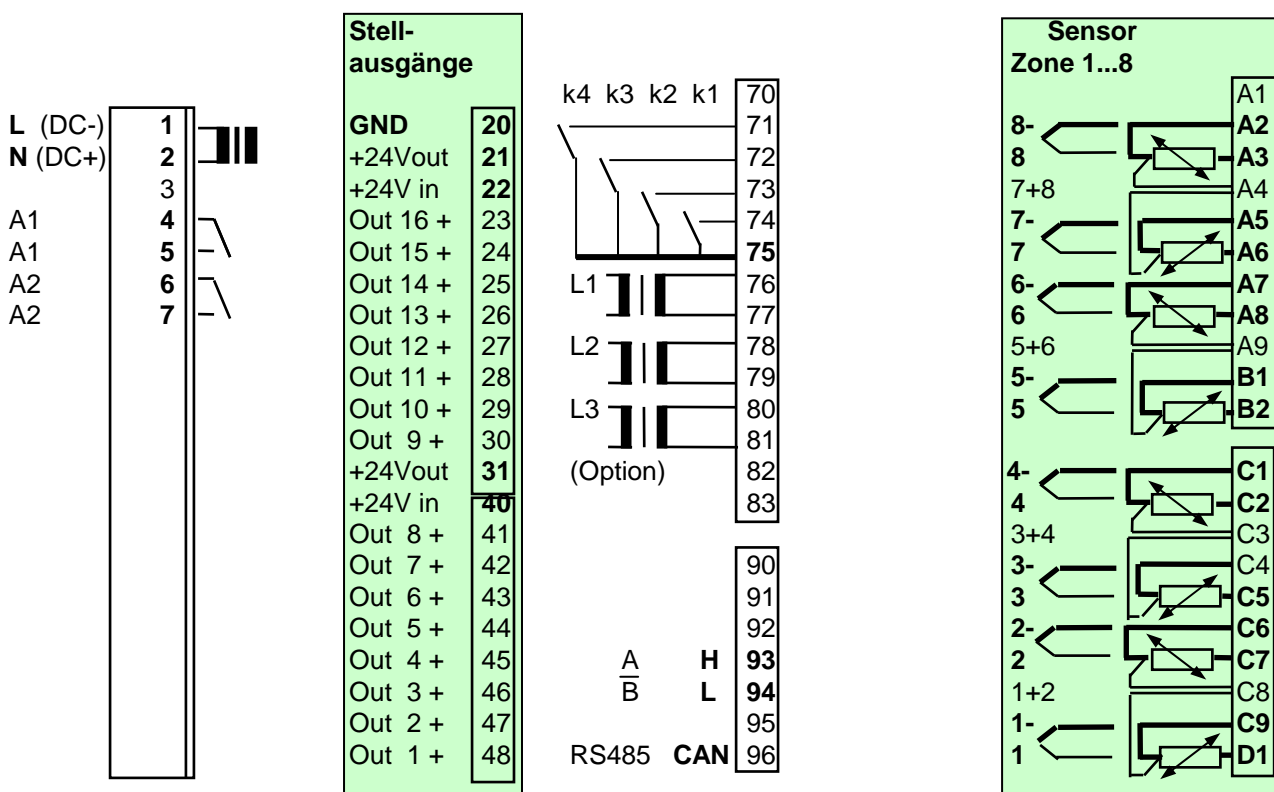 L (DC-) 1
N (DC+) 2
3
A1 4
A1 5
A2 6
A2 7
Stell-
ausgänge
GND 20
+24Vout 21
+24V in 22
Out 16 + 23
Out 15 + 24
Out 14 + 25
Out 13 + 26
Out 12 + 27
Out 11 + 28
Out 10 + 29
Out 9 + 30
+24Vout 31
+24V in 40
Out 8 + 41
Out 7 + 42
Out 6 + 43
Out 5 + 44
Out 4 + 45
Out 3 + 46
Out 2 + 47
Out 1 + 48
k4 k3 k2 k1 70
71
72
73
74
75
L1 76
77
L2 78
79
L3 80
81
(Option) 82
83
90
91
92
A H 93
B L 94
95
RS485 CAN 96
Sensor
Zone 1...8
A1
8- A2
8 A3
7+8 A4
7- A5
7 A6
6- A7
6 A8
5+6 A9
5- B1
5 B2
4- C1
4 C2
3+4 C3
3- C4
3 C5
2- C6
2 C7
1+2 C8
1- C9
1 D1